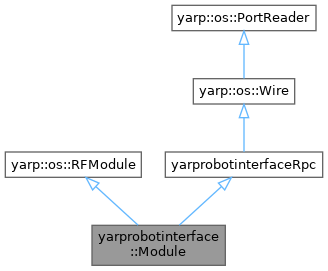 yarp::os::PortReader
yarp::os::Wire
yarp::os::RFModule
yarprobotinterfaceRpc
yarprobotinterface
::Module